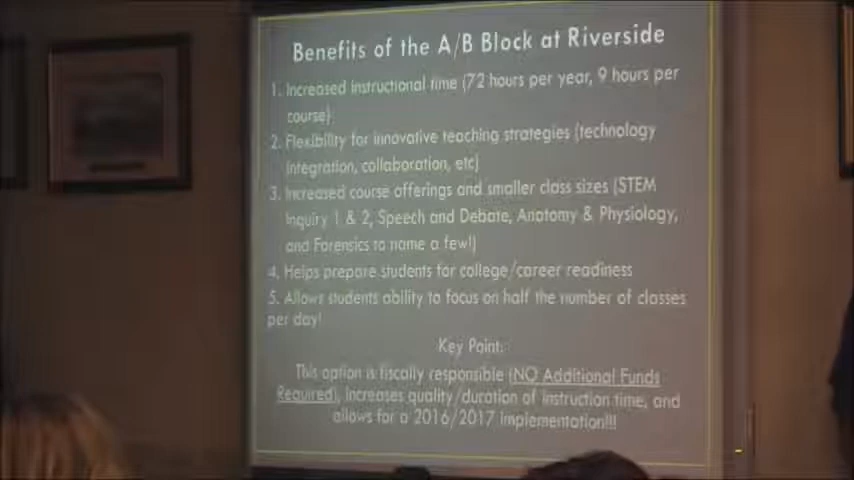 Benefits of the A/B Block at Riverside
1. Increased instructional time (72 hours per year, 9 hours per
course)
2. Flexibility for innovative teaching strategies (technology
integration, collaboration, etc)
3. Increased course offerings and smaller class sizes (STEM
Inquiry 1 & 2, Speech and Debate, Anatomy & Physiology,
and Forensics to name a few!)
4. Helps prepare students for college/career readiness
5. Allows students ability to focus on half the number of classes
per day!
Key Point:
This option is fiscally responsible (NO Additional Funds
Required), increases quality/duration of instruction time, and
allows for a 2016/2017 implementation!!!